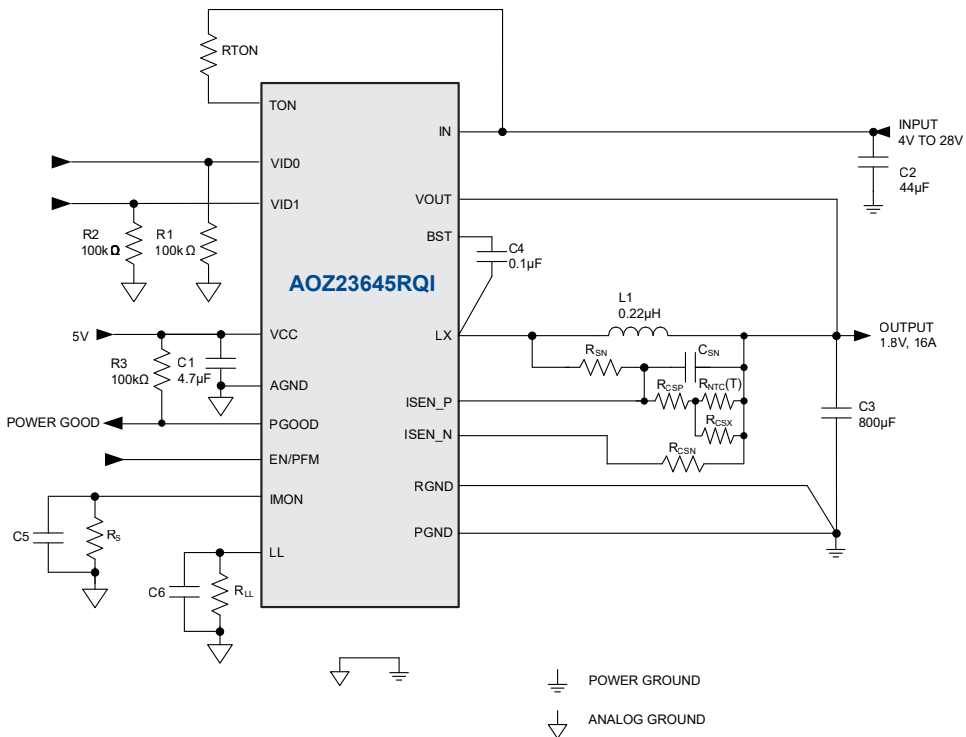 RTON
TON
IN
INPUT
4V TO 28V
C2
44µF
VID0
VID1
VOUT
R2
100kΩ
R1
100kΩ
BST
C4
0.1µF
AOZ23645RQI
L1
0.22µH
5V
VCC
LX
OUTPUT
1.8V, 16A
R3
100kΩ
C1
4.7µF
RSN
CSN
AGND
ISEN_P
RCSP
RNTC(T)
POWER GOOD
PGOOD
RCSX
C3
800µF
ISEN_N
RCSN
EN/PFM
RGND
IMON
C5
RS
PGND
LL
C6
RLL
POWER GROUND
ANALOG GROUND